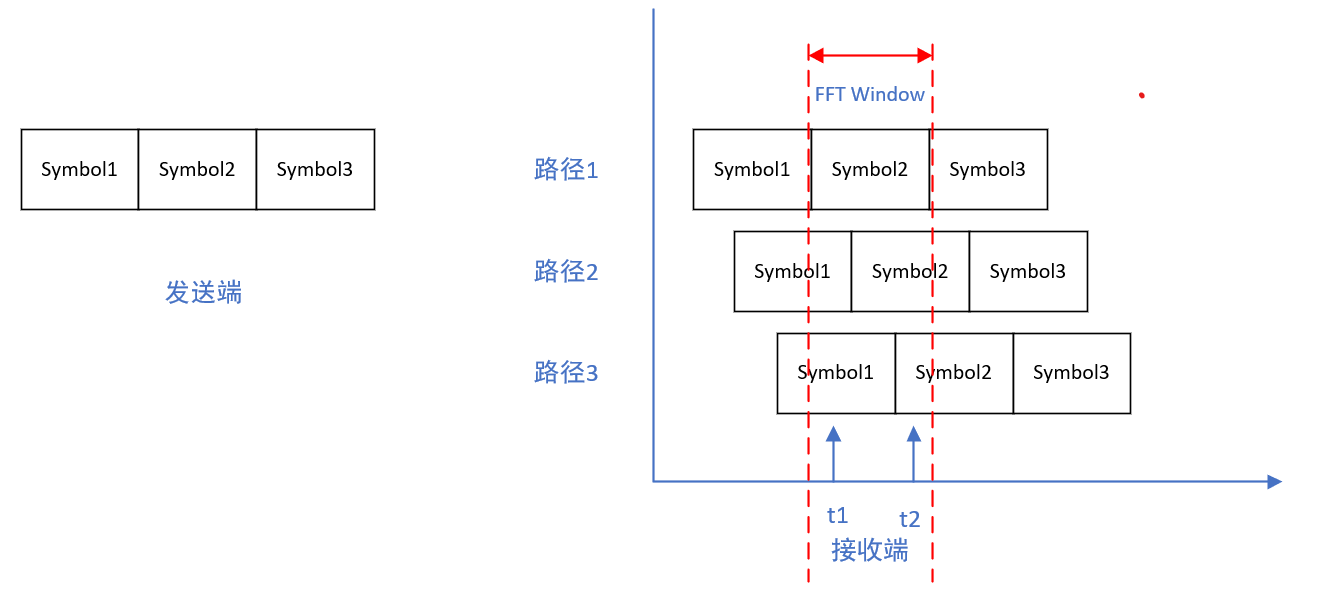 FFT Window
Symbol1 Symbol2 Symbol3
路径1 Symbol1 Symbol2 Symbol3
路径2 Symbol1 Symbol2 Symbol3
发送端
路径3 Symbol1 Symbol2 Symbol3
t1 t2
接收端